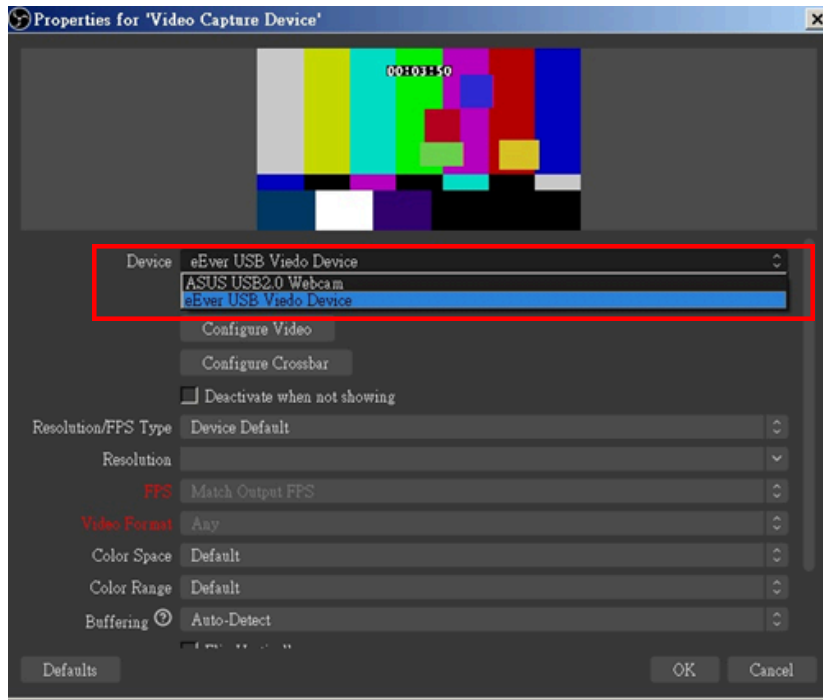 Properties for 'Video Capture Device'
00:03:50
Device eEver USB Viedo Device
ASUS USB2.0 Webcam
eEver USB Viedo Device
Configure Video
Configure Crossbar
Deactivate when not showing
Resolution/FPS Type Device Default
Resolution
FPS Match Output FPS
Video Format Any
Color Space Default
Color Range Default
Buffering Auto-Detect
Defaults OK Cancel